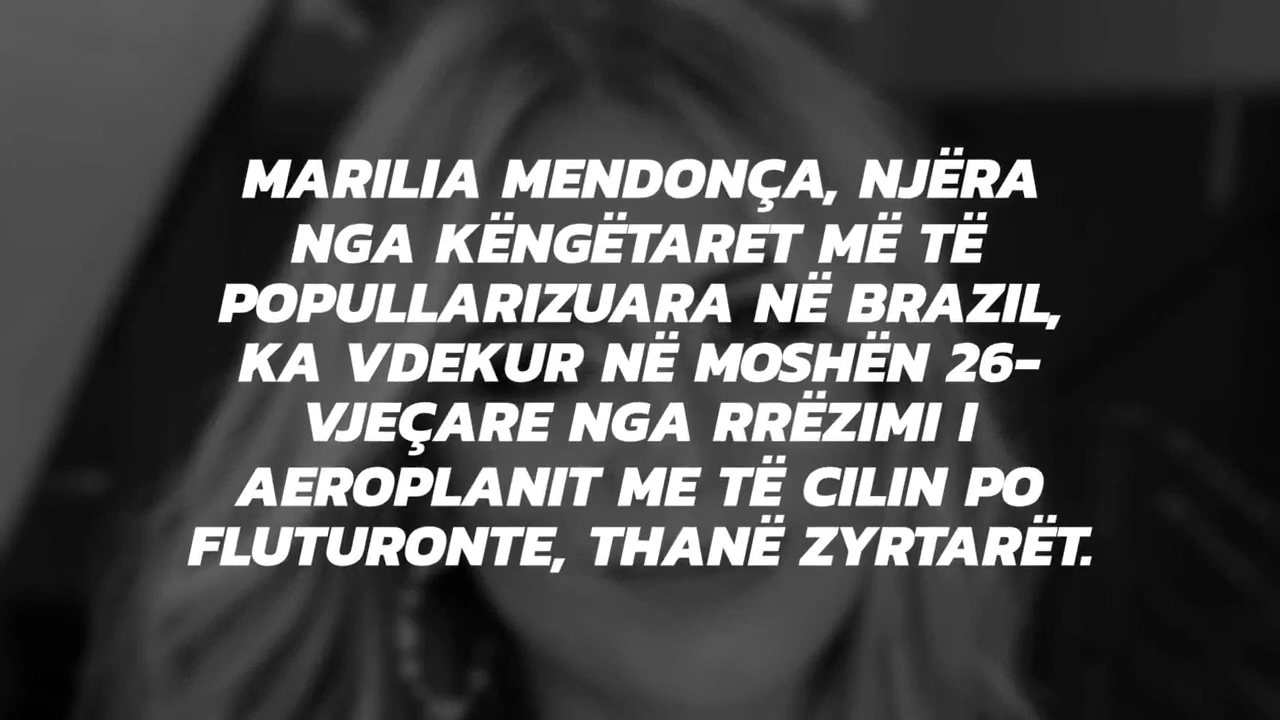 MARILIA MENDONÇA, NJËRA
NGA KËNGËTARET MË TË
POPULLARIZUARA NË BRAZIL,
KA VDEKUR NË MOSHËN 26-
VJEÇARE NGA RRËZIMI I
AEROPLANIT ME TË CILIN PO
FLUTURONTE, THANË ZYRTARËT.